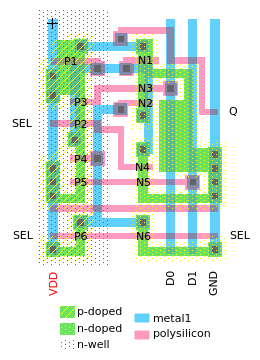 P1 N1
P3 N3
N2
Q
SEL P2
P4
N4
P5 N5
SEL P6 N6 SEL
VDD D0 D1 GND
p-doped
n-doped
n-well
metal1
polysilicon